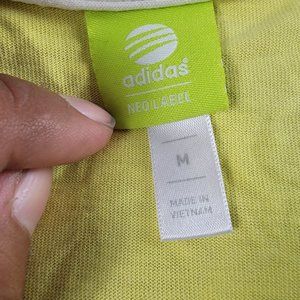 adidas
NEO LABEL
M
MADE IN
VIETNAM